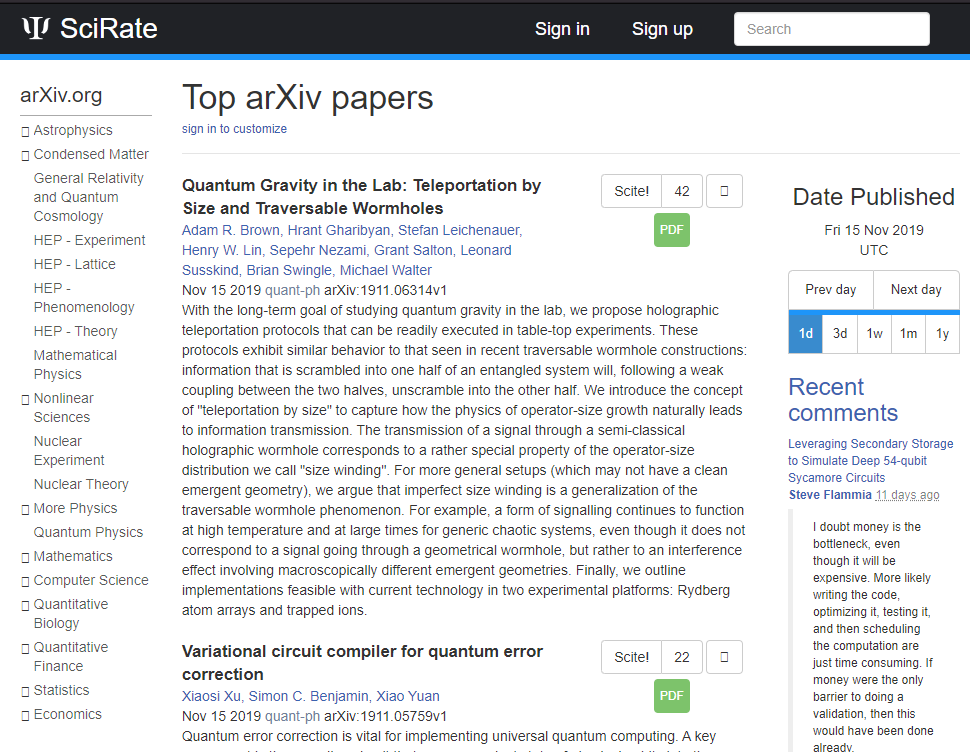 SciRate
Sign in
Sign up
Search
arXiv.org
Astrophysics
Condensed Matter
General Relativity
and Quantum
Cosmology
HEP - Experiment
HEP - Lattice
HEP -
Phenomenology
HEP - Theory
Mathematical
Physics
Nonlinear
Sciences
Nuclear
Experiment
Nuclear Theory
More Physics
Quantum Physics
Mathematics
Computer Science
Quantitative
Biology
Quantitative
Finance
Statistics
Economics
Top arXiv papers
sign in to customize
Quantum Gravity in the Lab: Teleportation by
Size and Traversable Wormholes
Scite!
42
PDF
Adam R. Brown, Hrant Gharibyan, Stefan Leichenauer,
Henry W. Lin, Sepehr Nezami, Grant Salton, Leonard
Susskind, Brian Swingle, Michael Walter
Nov 15 2019 quant-ph arXiv:1911.06314v1
With the long-term goal of studying quantum gravity in the lab, we propose holographic
teleportation protocols that can be readily executed in table-top experiments. These
protocols exhibit similar behavior to that seen in recent traversable wormhole constructions:
information that is scrambled into one half of an entangled system will, following a weak
coupling between the two halves, unscramble into the other half. We introduce the concept
of "teleportation by size" to capture how the physics of operator-size growth naturally leads
to information transmission. The transmission of a signal through a semi-classical
holographic wormhole corresponds to a rather special property of the operator-size
distribution we call "size winding". For more general setups (which may not have a clean
emergent geometry), we argue that imperfect size winding is a generalization of the
traversable wormhole phenomenon. For example, a form of signalling continues to function
at high temperature and at large times for generic chaotic systems, even though it does not
correspond to a signal going through a geometrical wormhole, but rather to an interference
effect involving macroscopically different emergent geometries. Finally, we outline
implementations feasible with current technology in two experimental platforms: Rydberg
atom arrays and trapped ions.
Variational circuit compiler for quantum error
correction
Scite!
22
PDF
Xiaosi Xu, Simon C. Benjamin, Xiao Yuan
Nov 15 2019 quant-ph arXiv:1911.05759v1
Quantum error correction is vital for implementing universal quantum computing. A key
Date Published
Fri 15 Nov 2019
UTC
Prev day
Next day
1d
3d
1w
1m
1y
Recent
comments
Leveraging Secondary Storage
to Simulate Deep 54-qubit
Sycamore Circuits
Steve Flammia 11 days ago
I doubt money is the
bottleneck, even
though it will be
expensive. More likely
writing the code,
optimizing it, testing it,
and then scheduling
the computation are
just time consuming. If
money were the only
barrier to doing a
validation, then this
would have been done
already.